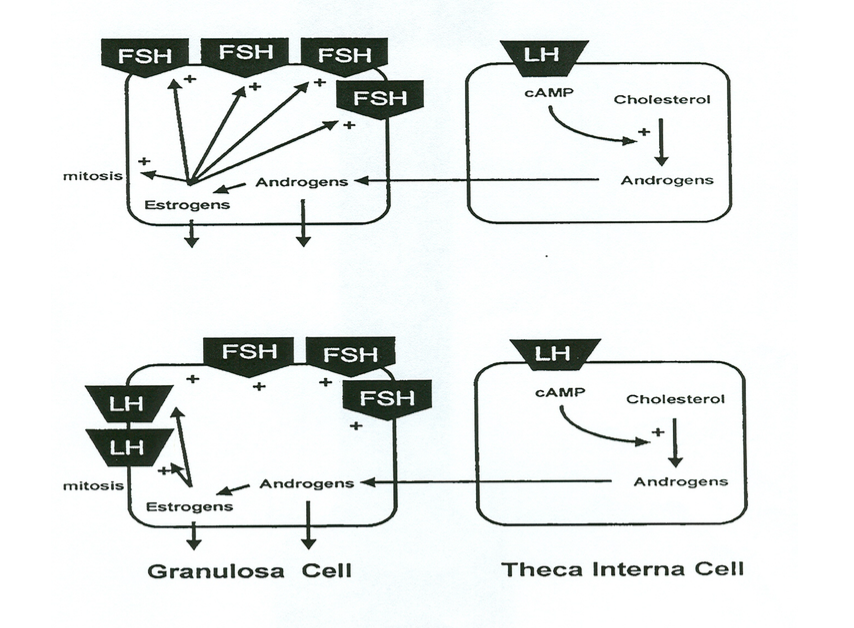 FSH FSH FSH LH
FSH
cAMP
Cholesterol
+ + + + +
+
mitosis
Androgens
Androgens
Estrogens
FSH FSH LH
FSH
LH
LH
cAMP
Cholesterol
+ + + + +
+
mitosis
Androgens
Androgens
Estrogens
Granulosa Cell
Theca Interna Cell